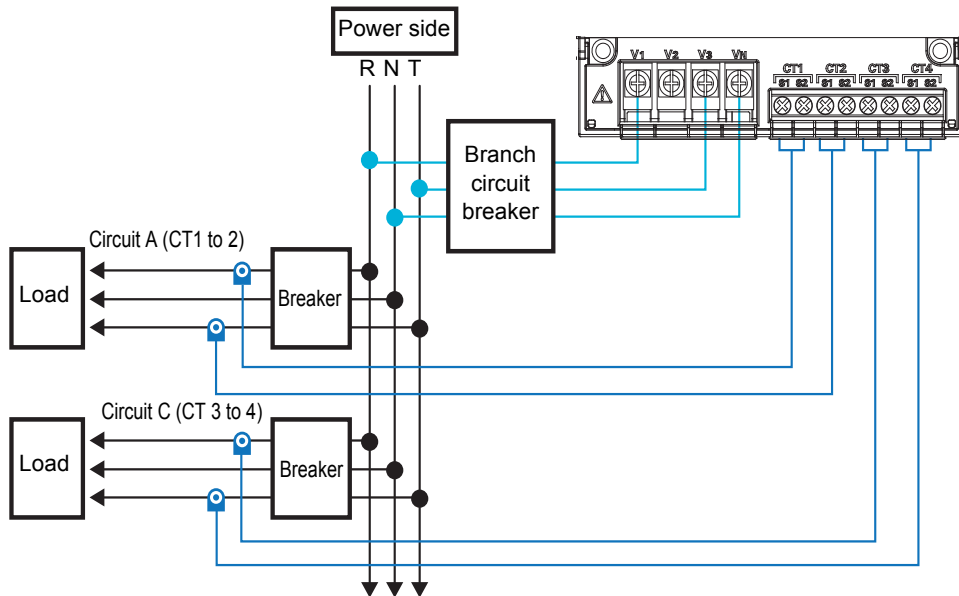 Power side
R N T
V1 V2 V3 VN
CT1 CT2 CT3 CT4
S1 S2 S1 S2 S1 S2 S1 S2
Branch
circuit
breaker
Circuit A (CT1 to 2)
Load
Breaker
Circuit C (CT 3 to 4)
Load
Breaker